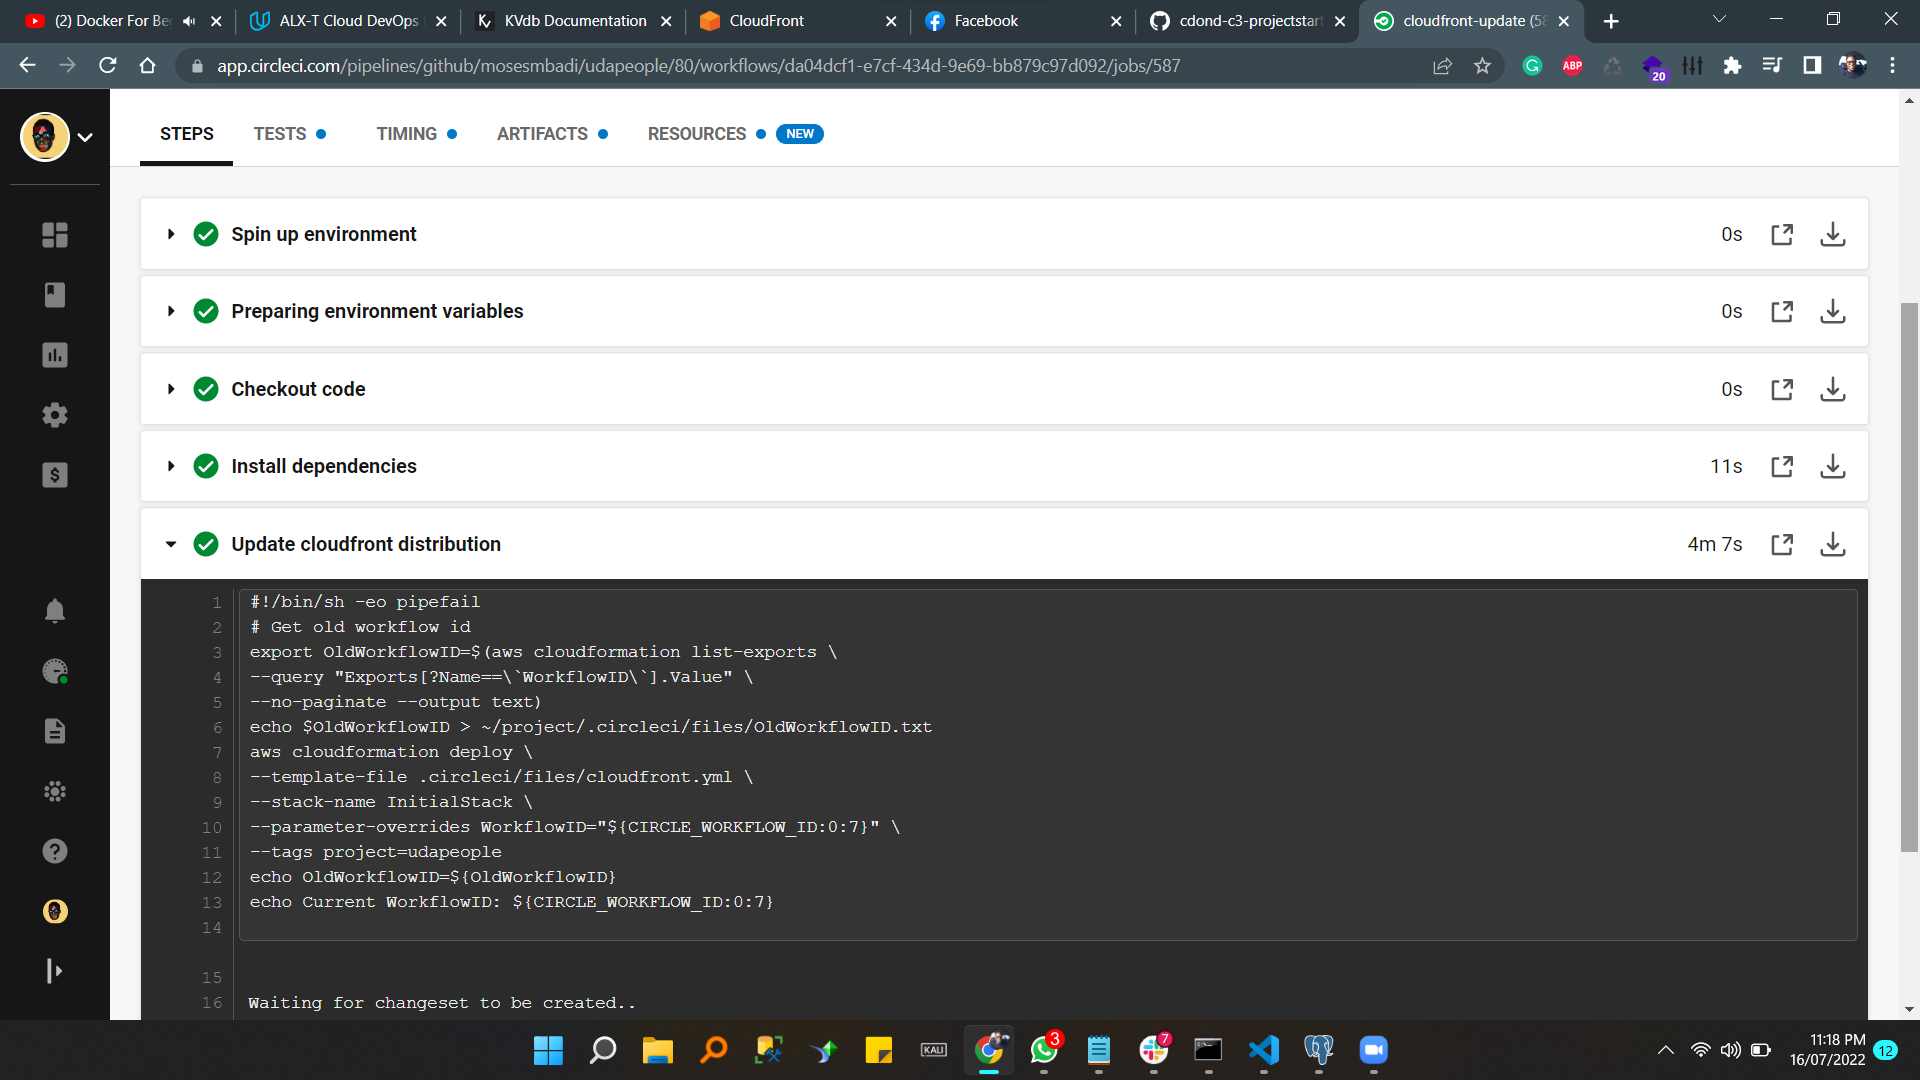 (2) Docker For Be
ALX-T Cloud DevOps
KVdb Documentation
CloudFront
Facebook
cdond-c3-projectstar
cloudfront-update (58
app.circleci.com/pipelines/github/mosesmbadi/udapeople/80/workflows/da04dcf1-e7cf-434d-9e69-bb879c97d092/jobs/587
ABP
20
STEPS
TESTS
TIMING
ARTIFACTS
RESOURCES
NEW
Spin up environment
0s
Preparing environment variables
0s
Checkout code
0s
Install dependencies
11s
Update cloudfront distribution
4m 7s
1 #!/bin/sh -eo pipefail
2 # Get old workflow id
3 export OldWorkflowID=$(aws cloudformation list-exports \
4 --query "Exports[?Name==\`WorkflowID\`].Value" \
5 --no-paginate --output text)
6 echo $OldWorkflowID > ~/project/.circleci/files/OldWorkflowID.txt
7 aws cloudformation deploy \
8 --template-file .circleci/files/cloudfront.yml \
9 --stack-name InitialStack \
10 --parameter-overrides WorkflowID="${CIRCLE_WORKFLOW_ID:0:7}" \
11 --tags project=udapeople
12 echo OldWorkflowID=${OldWorkflowID}
13 echo Current WorkflowID: ${CIRCLE_WORKFLOW_ID:0:7}
14
15
16 Waiting for changeset to be created..
KALI
3
7
11:18 PM
16/07/2022
12